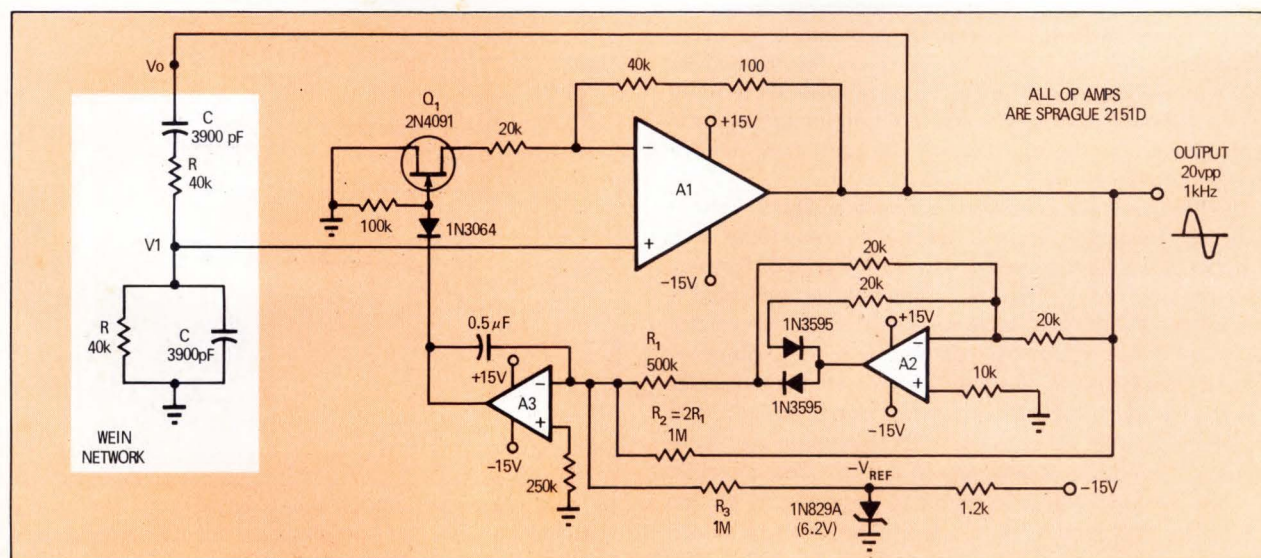 Vo
C
3900 pF
R
40k
V1
R
40k
C
3900pF
WEIN
NETWORK
Q1
2N4091
20k
100k
1N3064
40k
100
+15V
−
A1
+
−15V
ALL OP AMPS
ARE SPRAGUE 2151D
OUTPUT
20vpp
1kHz
20k
20k
1N3595
1N3595
+15V
−
A2
+
−15V
20k
10k
0.5 μF
+15V
−
A3
+
−15V
250k
R1
500k
R2 = 2R1
1M
−VREF
R3
1M
1N829A
(6.2V)
1.2k
−15V